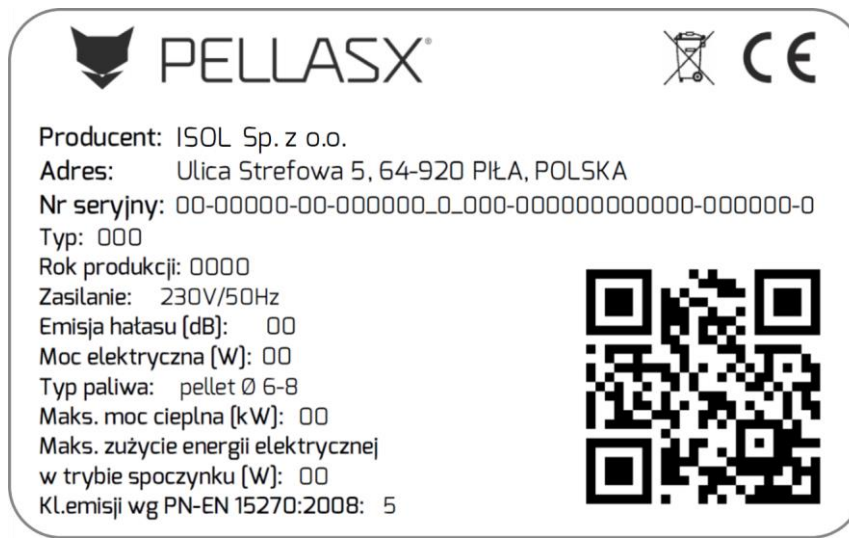 PELLASX®
CE
Producent: ISOL Sp. z o.o.
Adres: Ulica Strefowa 5, 64-920 PIŁA, POLSKA
Nr seryjny: 00-00000-00-000000_0_000-000000000000-000000-0
Typ: 000
Rok produkcji: 0000
Zasilanie: 230V/50Hz
Emisja hałasu [dB]: 00
Moc elektryczna [W]: 00
Typ paliwa: pellet Ø 6-8
Maks. moc cieplna [kW]: 00
Maks. zużycie energii elektrycznej
w trybie spoczynku [W]: 00
Kl.emisji wg PN-EN 15270:2008: 5